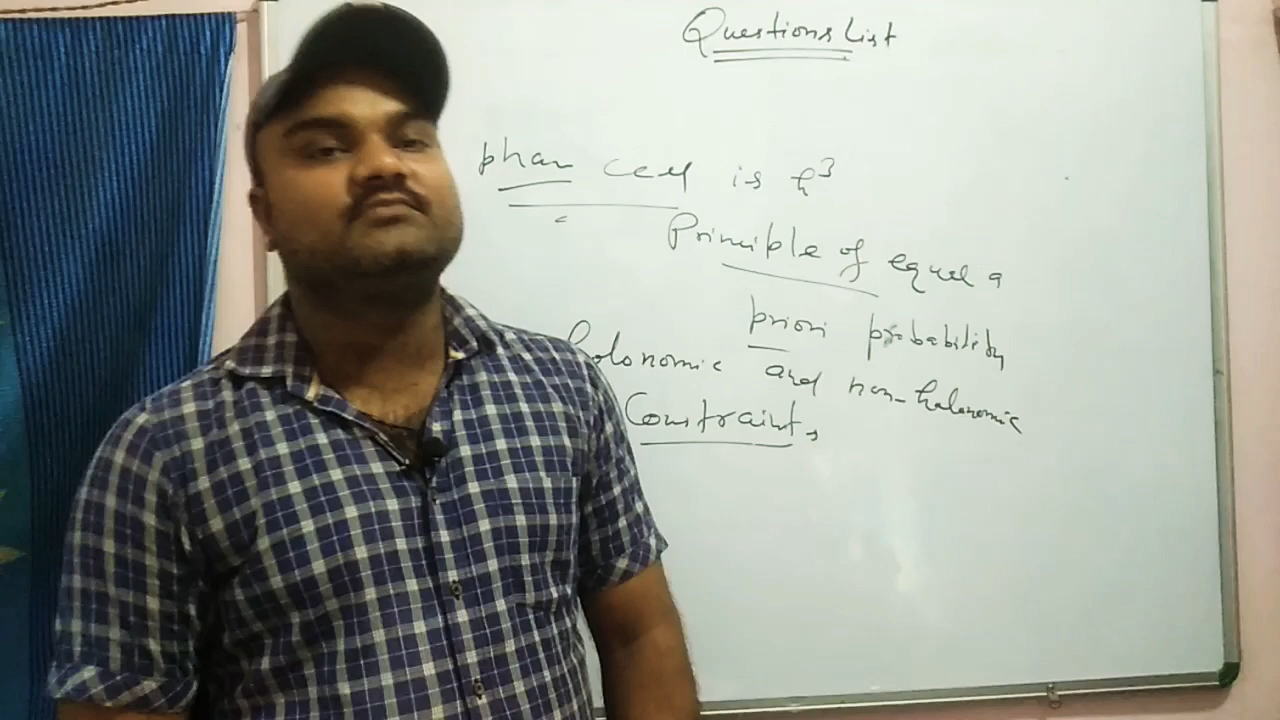 Questions List
phase cell is h³
Principle of equal a
priori probability
holonomic and non-holonomic
Constraints